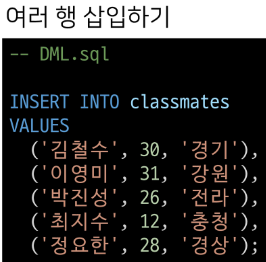 여러 행 삽입하기
-- DML.sql
INSERT INTO classmates
VALUES
('김철수', 30, '경기'),
('이영미', 31, '강원'),
('박진성', 26, '전라'),
('최지수', 12, '충청'),
('정요한', 28, '경상');